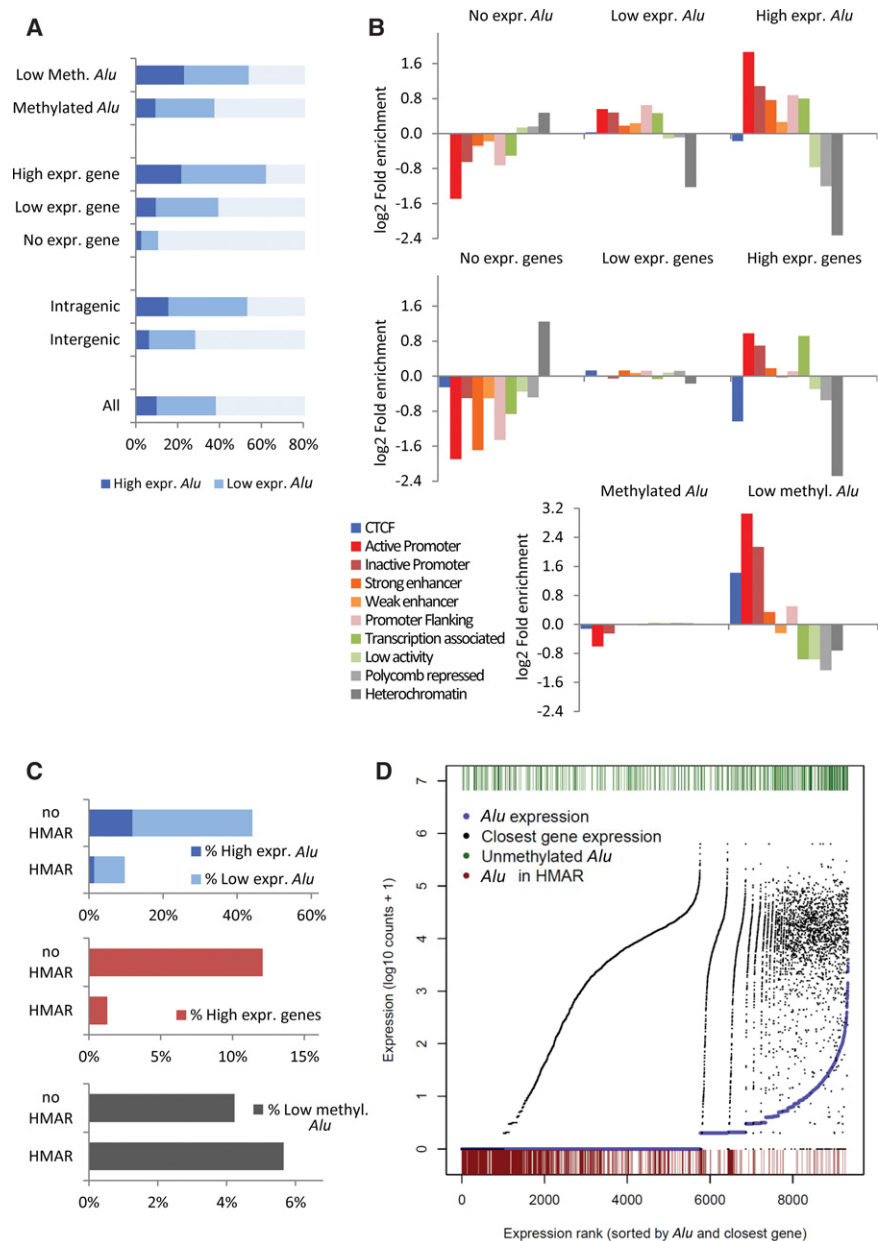 A
Low Meth. Alu
Methylated Alu
High expr. gene
Low expr. gene
No expr. gene
Intragenic
Intergenic
All
0% 20% 40% 60% 80%
High expr. Alu Low expr. Alu
B
No expr. Alu Low expr. Alu High expr. Alu
log2 Fold enrichment
1.6
0.8
0.0
-0.8
-1.6
-2.4
No expr. genes Low expr. genes High expr. genes
log2 Fold enrichment
1.6
0.8
0.0
-0.8
-1.6
-2.4
Methylated Alu Low methyl. Alu
log2 Fold enrichment
3.2
1.6
0.0
-0.8
-1.6
-2.4
CTCF
Active Promoter
Inactive Promoter
Strong enhancer
Weak enhancer
Promoter Flanking
Transcription associated
Low activity
Polycomb repressed
Heterochromatin
C
no HMAR
HMAR
% High expr. Alu
% Low expr. Alu
0% 20% 40% 60%
no HMAR
HMAR
% High expr. genes
0% 5% 10% 15%
no HMAR
HMAR
% Low methyl. Alu
0% 2% 4% 6%
D
Expression (log10 counts + 1)
7
6
5
4
3
2
1
0
Alu expression
Closest gene expression
Unmethylated Alu
Alu in HMAR
0 2000 4000 6000 8000
Expression rank (sorted by Alu and closest gene)